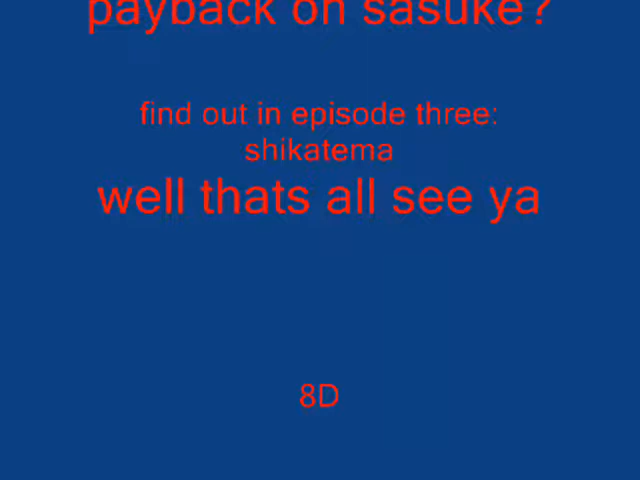 payback on sasuke?
find out in episode three:
shikatema
well thats all see ya
8D